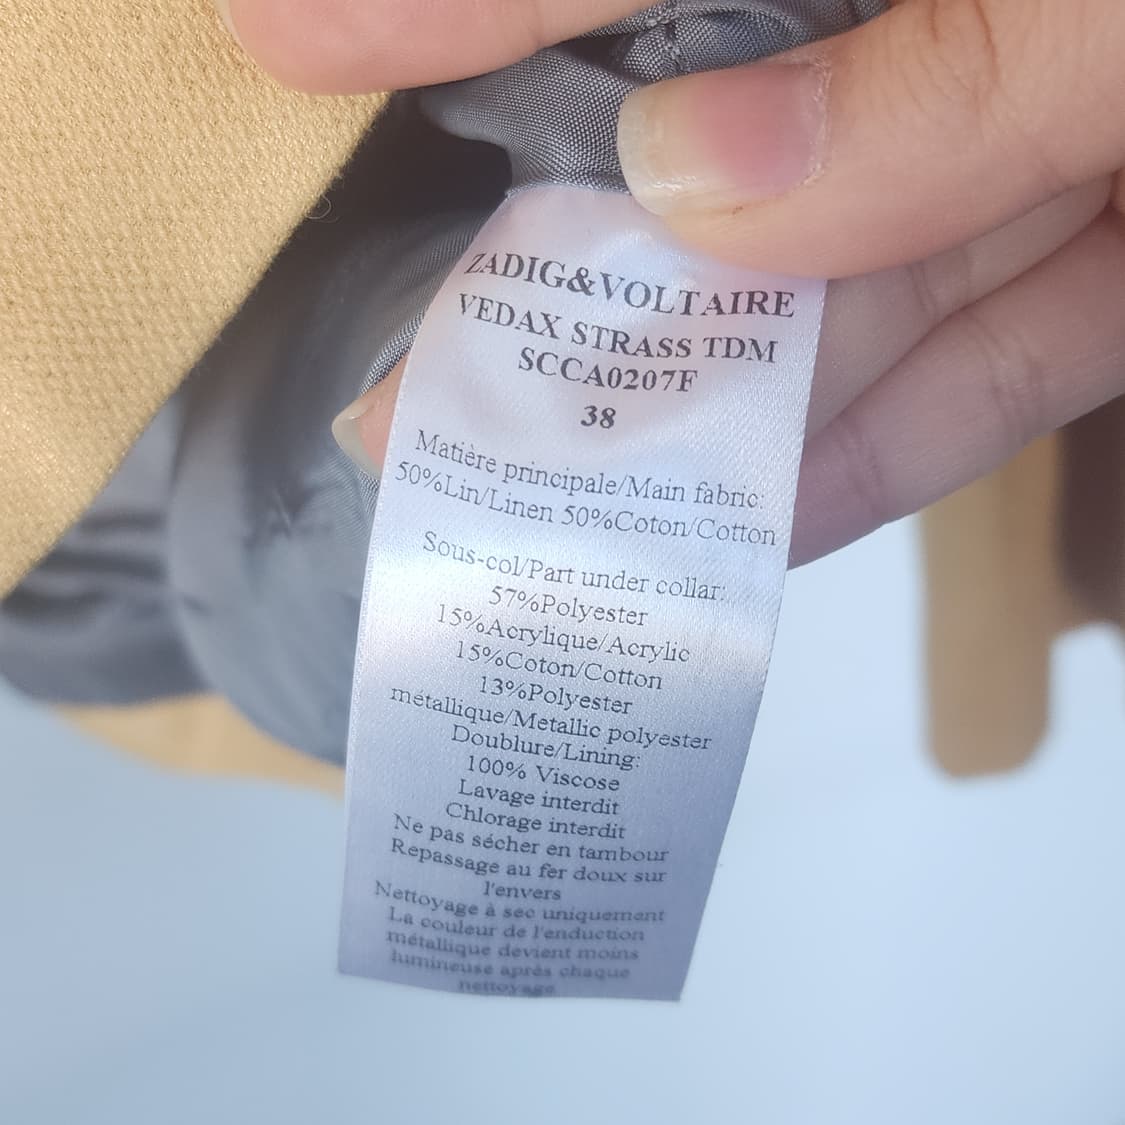 ZADIG&VOLTAIRE
VEDAX STRASS TDM
SCCA0207F
38
Matière principale/Main fabric:
50%Lin/Linen 50%Coton/Cotton
Sous-col/Part under collar:
57%Polyester
15%Acrylique/Acrylic
15%Coton/Cotton
13%Polyester
métallique/Metallic polyester
Doublure/Lining:
100% Viscose
Lavage interdit
Chlorage interdit
Ne pas sécher en tambour
Repassage au fer doux sur
l'envers
Nettoyage à sec uniquement
La couleur de l'enduction
métallique devient moins
lumineuse après chaque
nettoyage